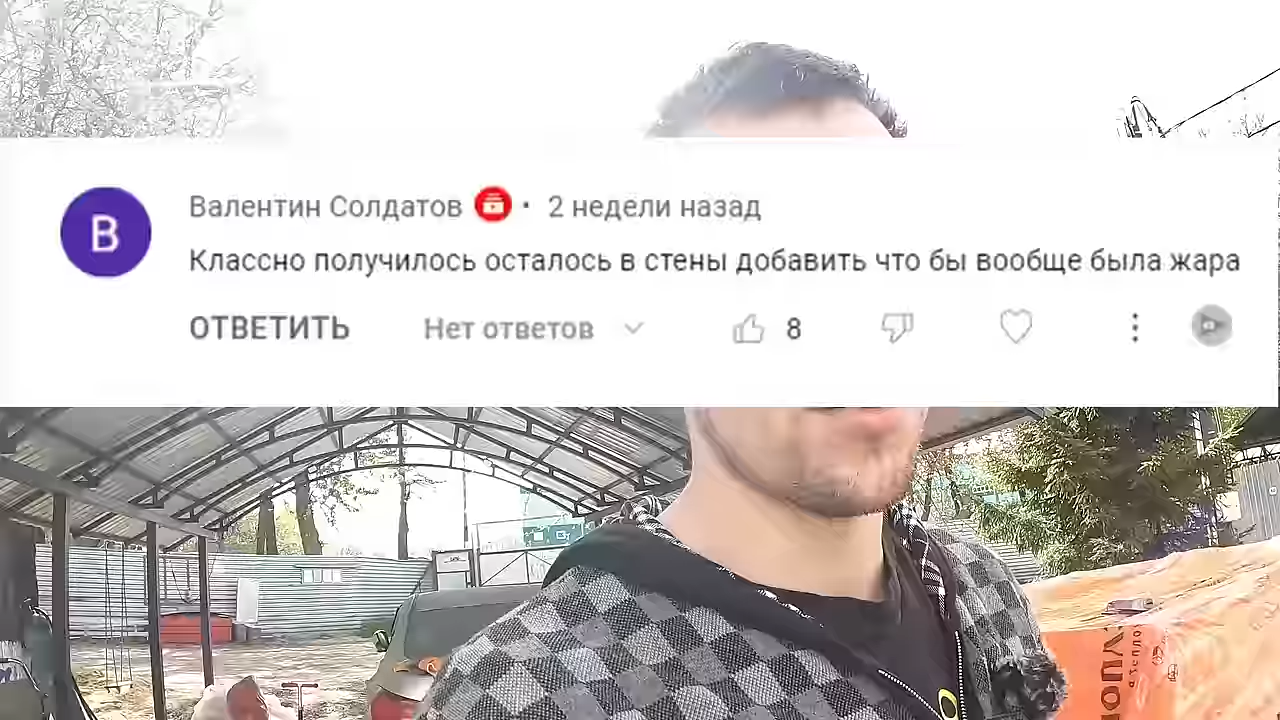 В
Валентин Солдатов • 2 недели назад
Классно получилось осталось в стены добавить что бы вообще была жара
ОТВЕТИТЬ Нет ответов 8